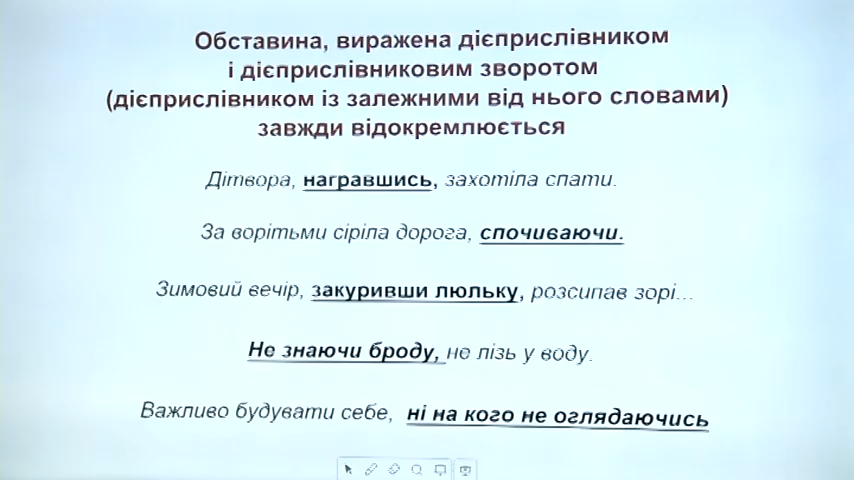 Обставина, виражена дієприслівником
і дієприслівниковим зворотом
(дієприслівником із залежними від нього словами)
завжди відокремлюється
Дітвора, награвшись, захотіла спати.
За ворітьми сіріла дорога, спочиваючи.
Зимовий вечір, закуривши люльку, розсипав зорі...
Не знаючи броду, не лізь у воду.
Важливо будувати себе, ні на кого не оглядаючись